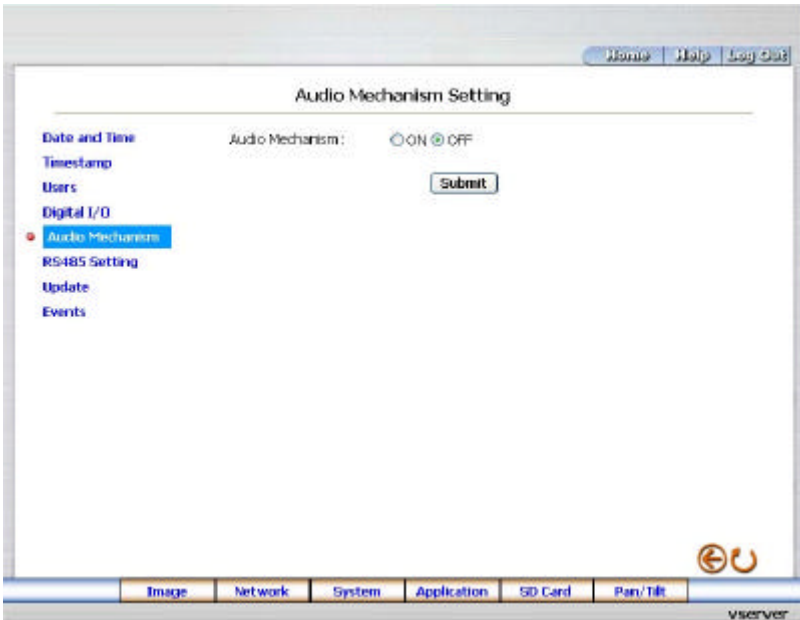 Home Help Log Out
Audio Mechanism Setting
Date and Time
Audio Mechanism: ON OFF
Timestamp
Submit
Users
Digital I/O
Audio Mechanism
RS485 Setting
Update
Events
Image Network System Application SD Card Pan/Tilt
vserver